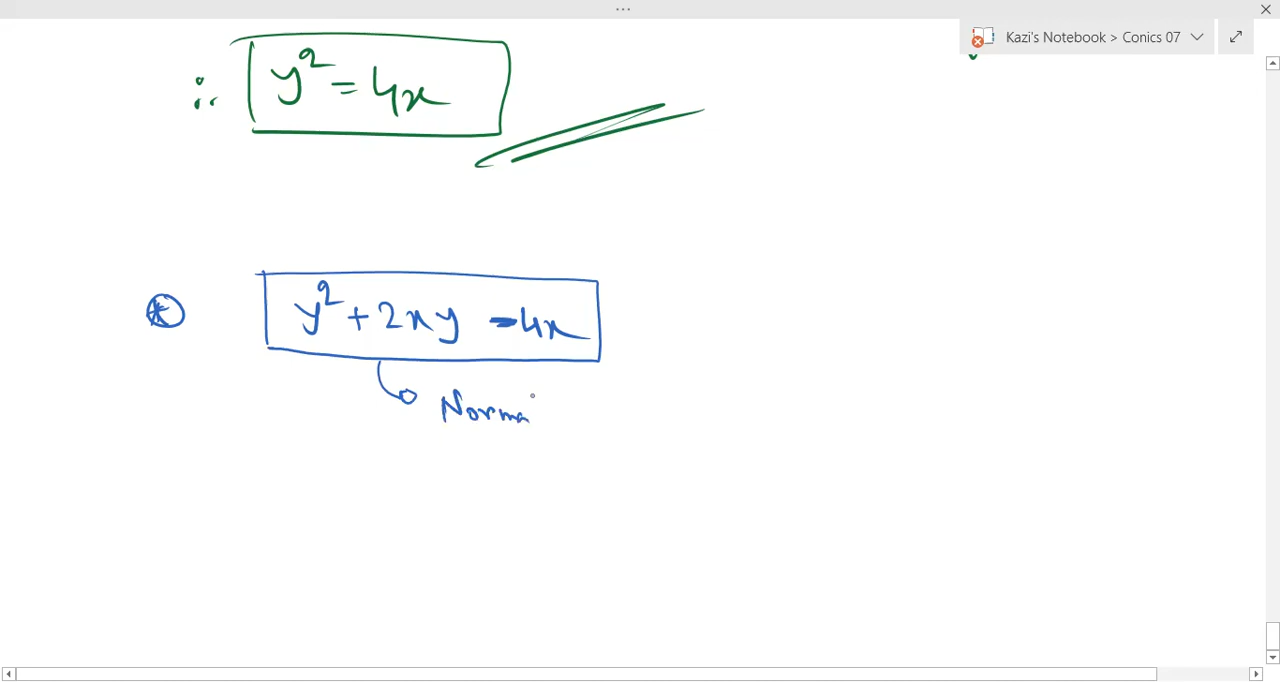 Kazi's Notebook > Conics 07
∴ y² = 4x
y² + 2xy - 4x
Norma